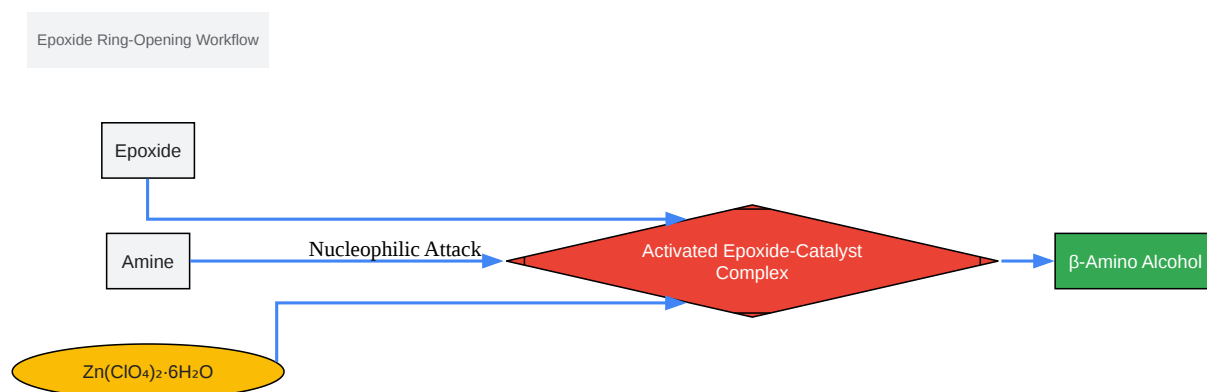 Epoxide Ring-Opening Workflow
Epoxide
Amine
Nucleophilic Attack
Activated Epoxide-Catalyst
Complex
β-Amino Alcohol
Zn(ClO₄)₂·6H₂O